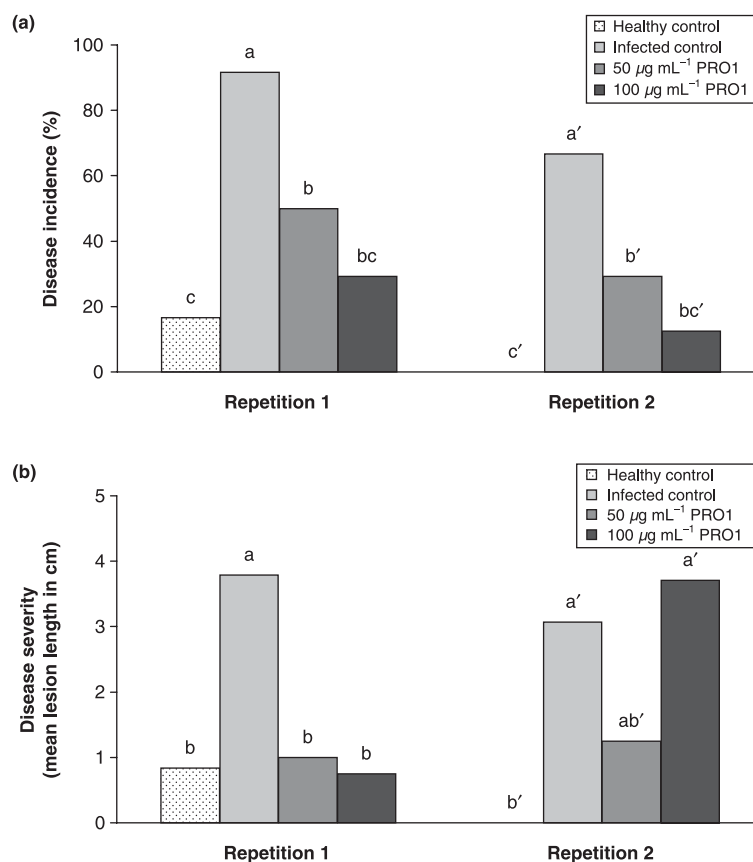 (a)
Healthy control
Infected control
50 µg mL⁻¹ PRO1
100 µg mL⁻¹ PRO1
Disease incidence (%)
100
80
60
40
20
0
a
b
bc
c
a′
b′
bc′
c′
Repetition 1
Repetition 2
(b)
Healthy control
Infected control
50 µg mL⁻¹ PRO1
100 µg mL⁻¹ PRO1
Disease severity
(mean lesion length in cm)
5
4
3
2
1
0
a
b
b
b
a′
a′
ab′
b′
Repetition 1
Repetition 2